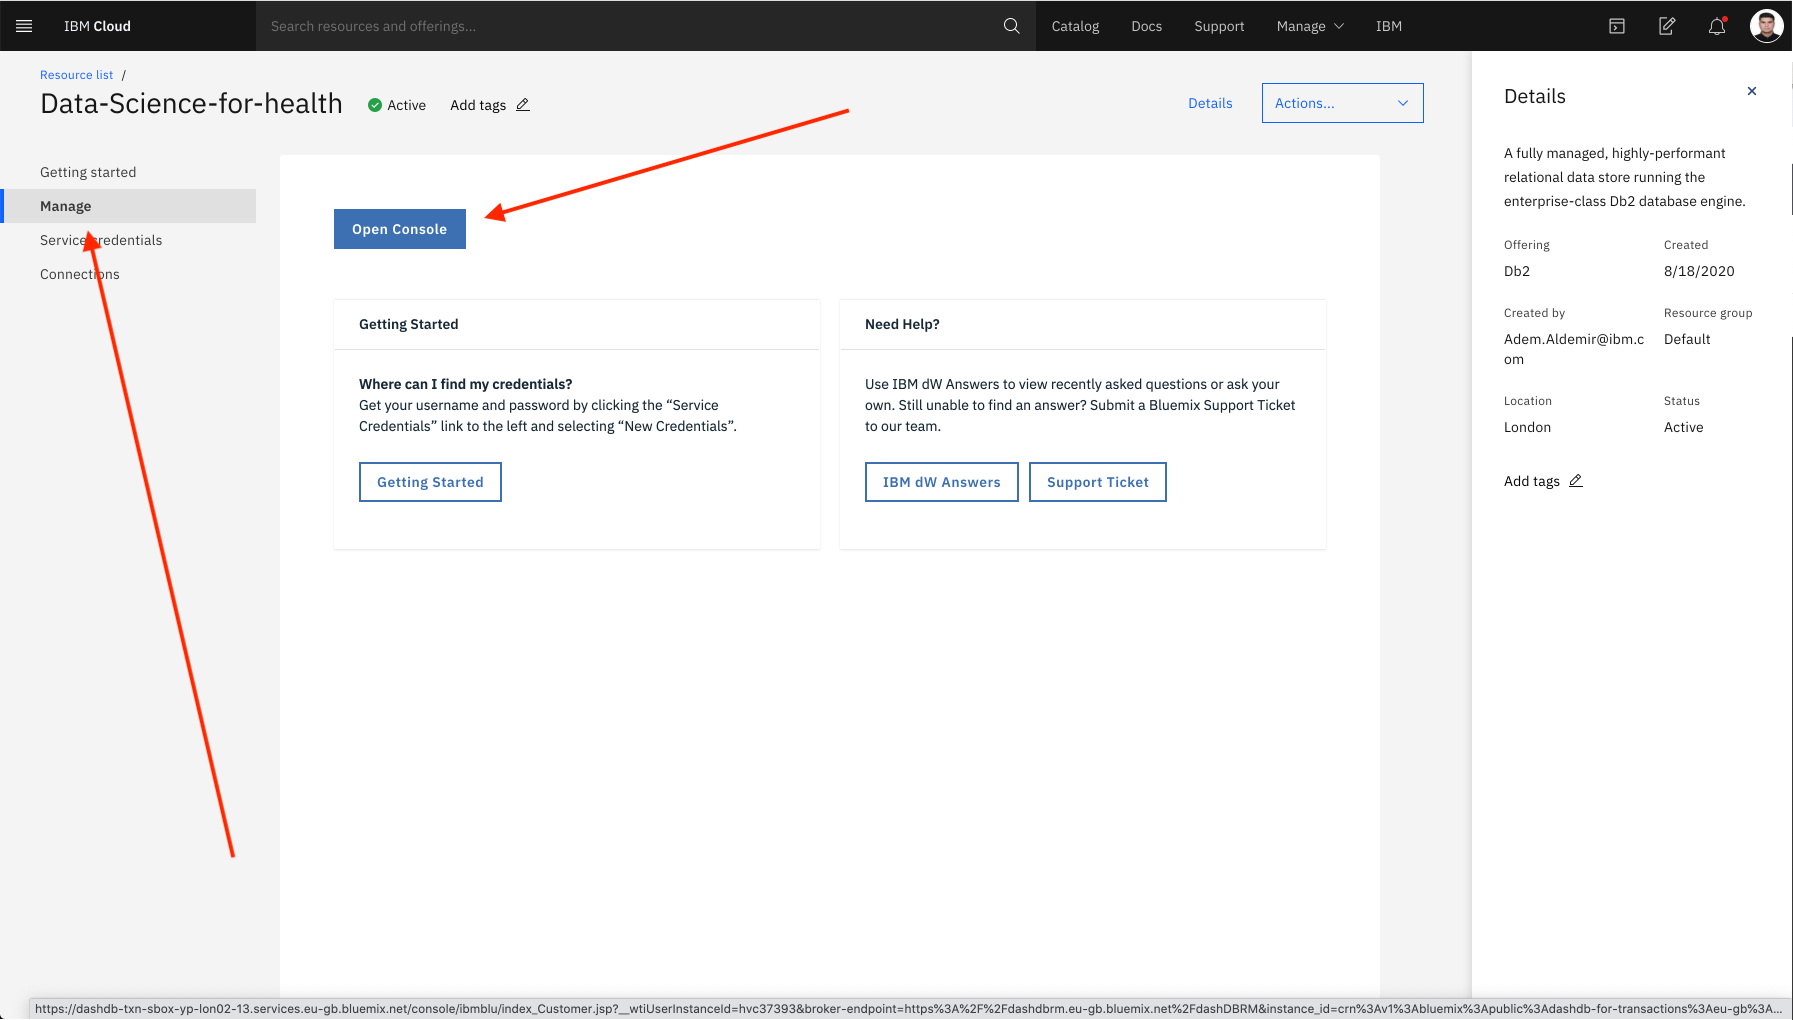 IBM Cloud
Search resources and offerings...
Catalog
Docs
Support
Manage
IBM
Resource list /
Data-Science-for-health
Active
Add tags
Details
Actions...
Getting started
Manage
Service credentials
Connections
Open Console
Getting Started
Where can I find my credentials?
Get your username and password by clicking the “Service
Credentials” link to the left and selecting “New Credentials”.
Getting Started
Need Help?
Use IBM dW Answers to view recently asked questions or ask your
own. Still unable to find an answer? Submit a Bluemix Support Ticket
to our team.
IBM dW Answers
Support Ticket
Details
A fully managed, highly-performant
relational data store running the
enterprise-class Db2 database engine.
Offering
Created
Db2
8/18/2020
Created by
Resource group
Adem.Aldemir@ibm.c
om
Default
Location
Status
London
Active
Add tags
https://dashdb-txn-sbox-yp-lon02-13.services.eu-gb.bluemix.net/console/ibmblu/index_Customer.jsp?__wtiUserInstanceId=hvc37393&broker-endpoint=https%3A%2F%2Fdashdbrm.eu-gb.bluemix.net%2FdashDBRM&instance_id=crn%3Av1%3Abluemix%3Apublic%3Adashdb-for-transactions%3Aeu-gb%3A...